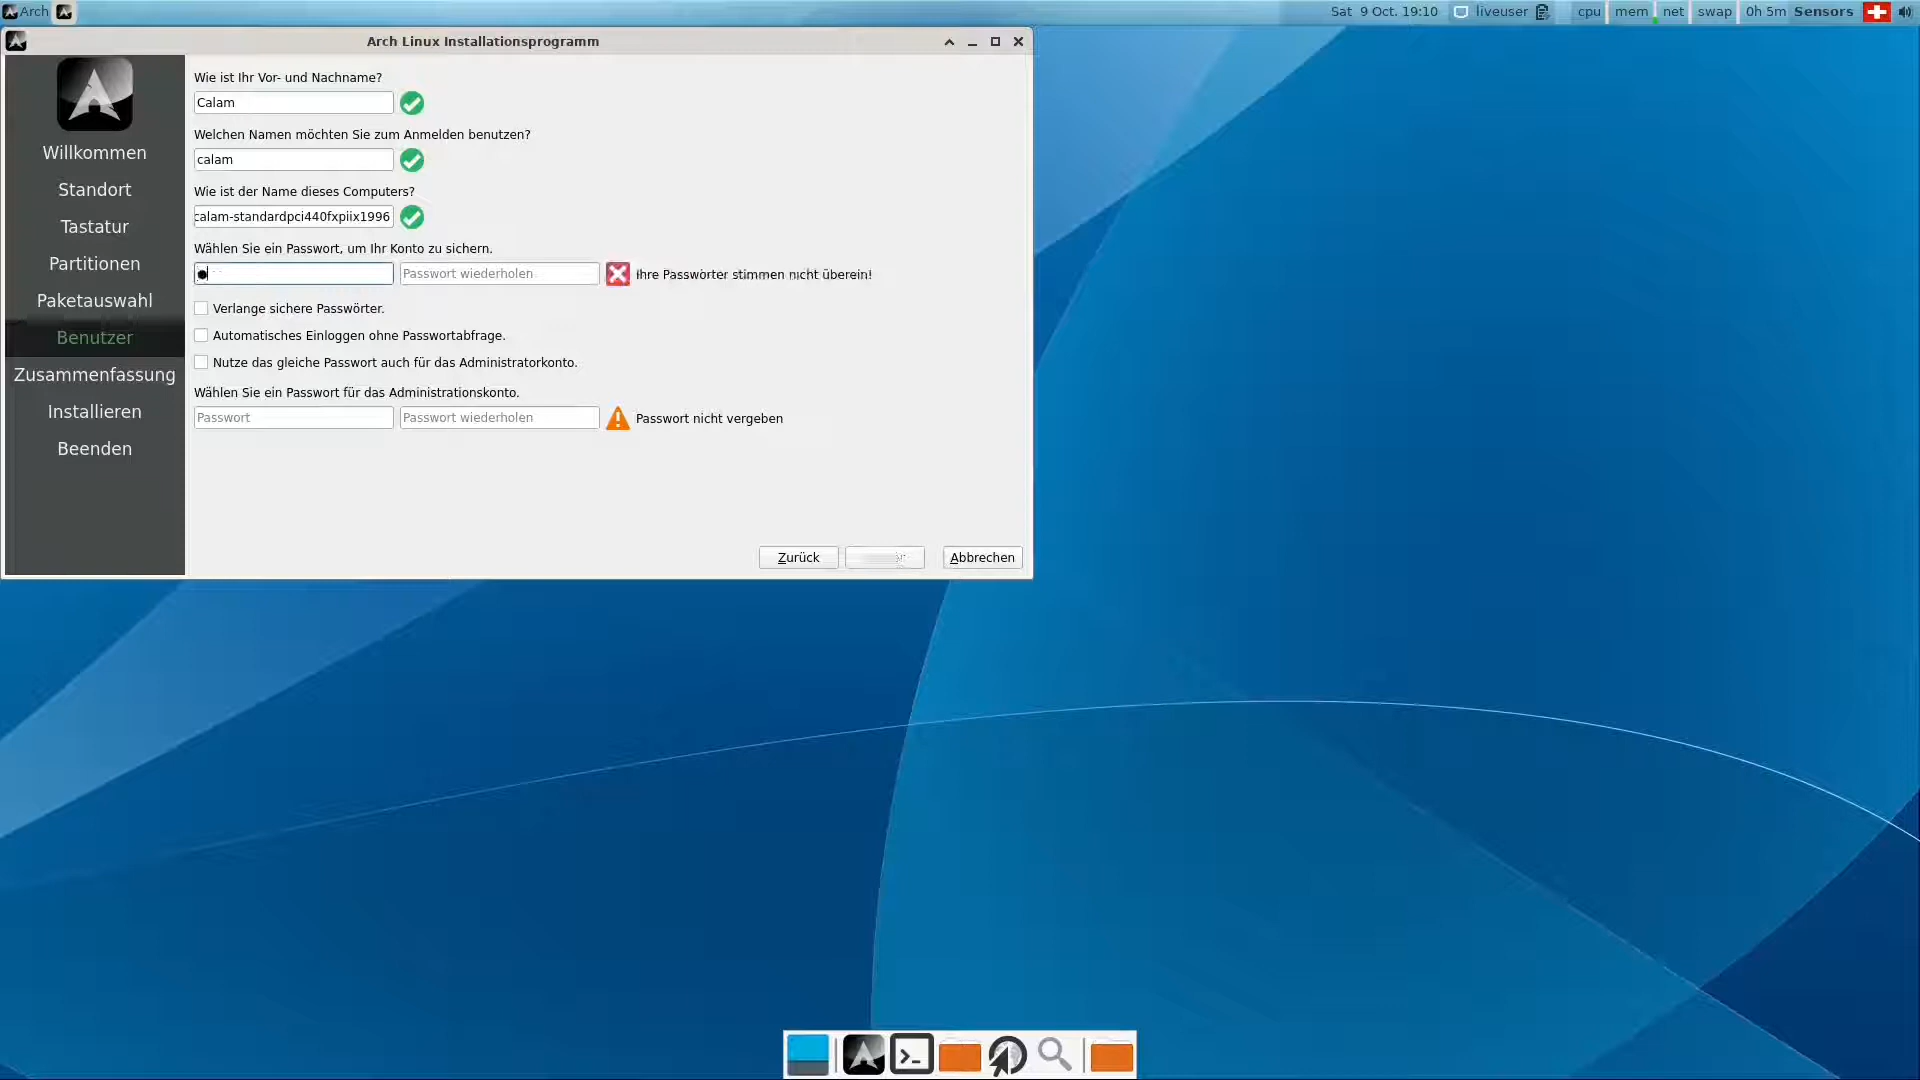 Arch
Sat 9 Oct. 19:10 liveuser cpu mem net swap 0h 5m Sensors
Arch Linux Installationsprogramm
Willkommen
Standort
Tastatur
Partitionen
Paketauswahl
Benutzer
Zusammenfassung
Installieren
Beenden
Wie ist Ihr Vor- und Nachname?
Calam
Welchen Namen möchten Sie zum Anmelden benutzen?
calam
Wie ist der Name dieses Computers?
calam-standardpci440fxpiix1996
Wählen Sie ein Passwort, um Ihr Konto zu sichern.
Passwort wiederholen Ihre Passwörter stimmen nicht überein!
Verlange sichere Passwörter.
Automatisches Einloggen ohne Passwortabfrage.
Nutze das gleiche Passwort auch für das Administratorkonto.
Wählen Sie ein Passwort für das Administrationskonto.
Passwort Passwort wiederholen Passwort nicht vergeben
Zurück Abbrechen